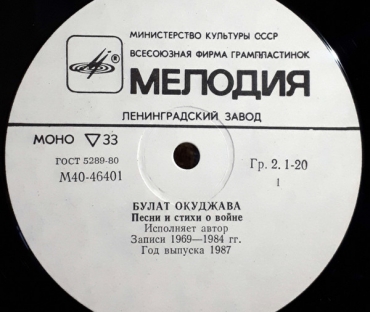 МИНИСТЕРСТВО КУЛЬТУРЫ СССР
ВСЕСОЮЗНАЯ ФИРМА ГРАМПЛАСТИНОК
® МЕЛОДИЯ
ЛЕНИНГРАДСКИЙ ЗАВОД
МОНО ▽ 33
ГОСТ 5289-80
М40-46401
Гр. 2. 1-20
1
БУЛАТ ОКУДЖАВА
Песни и стихи о войне
Исполняет автор
Записи 1969—1984 гг.
Год выпуска 1987